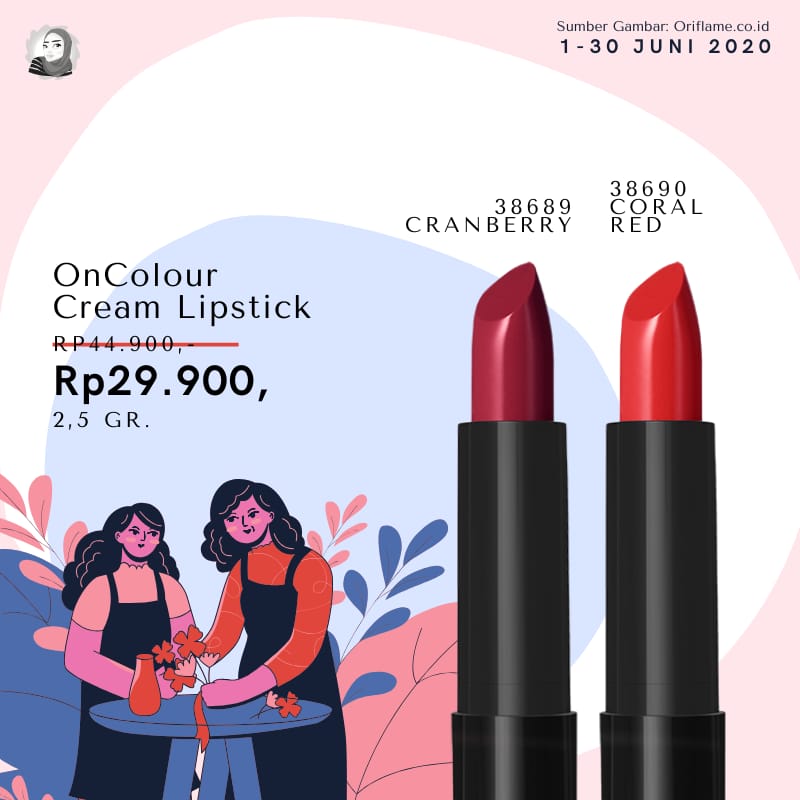 Sumber Gambar: Oriflame.co.id
1-30 JUNI 2020
38689
CRANBERRY
38690
CORAL
RED
OnColour
Cream Lipstick
RP44.900,-
Rp29.900,
2,5 GR.